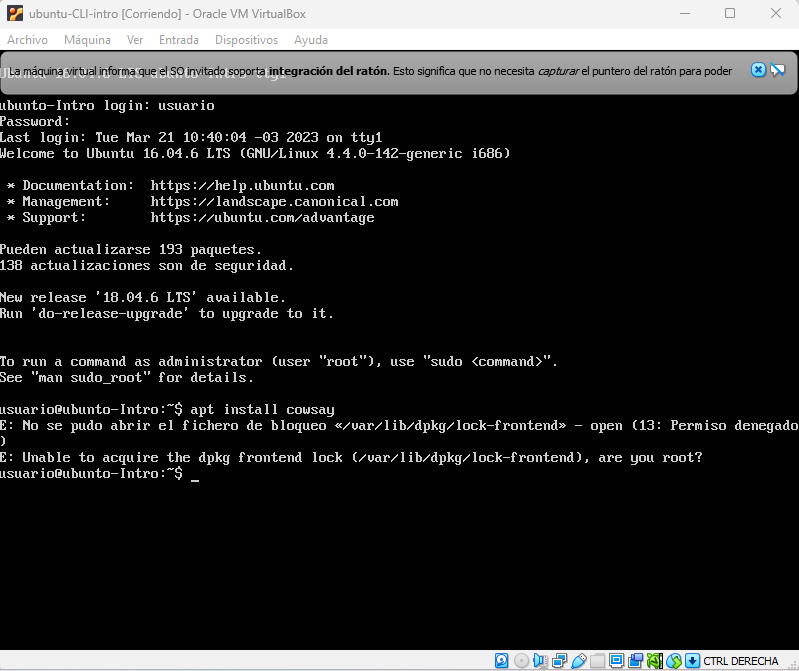 ubuntu-CLI-intro [Corriendo] - Oracle VM VirtualBox
Archivo Máquina Ver Entrada Dispositivos Ayuda
La máquina virtual informa que el SO invitado soporta integración del ratón. Esto significa que no necesita capturar el puntero del ratón para poder
ubunto-Intro login: usuario
Password:
Last login: Tue Mar 21 10:40:04 -03 2023 on tty1
Welcome to Ubuntu 16.04.6 LTS (GNU/Linux 4.4.0-142-generic i686)
* Documentation: https://help.ubuntu.com
* Management: https://landscape.canonical.com
* Support: https://ubuntu.com/advantage
Pueden actualizarse 193 paquetes.
138 actualizaciones son de seguridad.
New release '18.04.6 LTS' available.
Run 'do-release-upgrade' to upgrade to it.
To run a command as administrator (user "root"), use "sudo <command>".
See "man sudo_root" for details.
usuario@ubunto-Intro:~$ apt install cowsay
E: No se pudo abrir el fichero de bloqueo «/var/lib/dpkg/lock-frontend» - open (13: Permiso denegado
)
E: Unable to acquire the dpkg frontend lock (/var/lib/dpkg/lock-frontend), are you root?
usuario@ubunto-Intro:~$ _
CTRL DERECHA